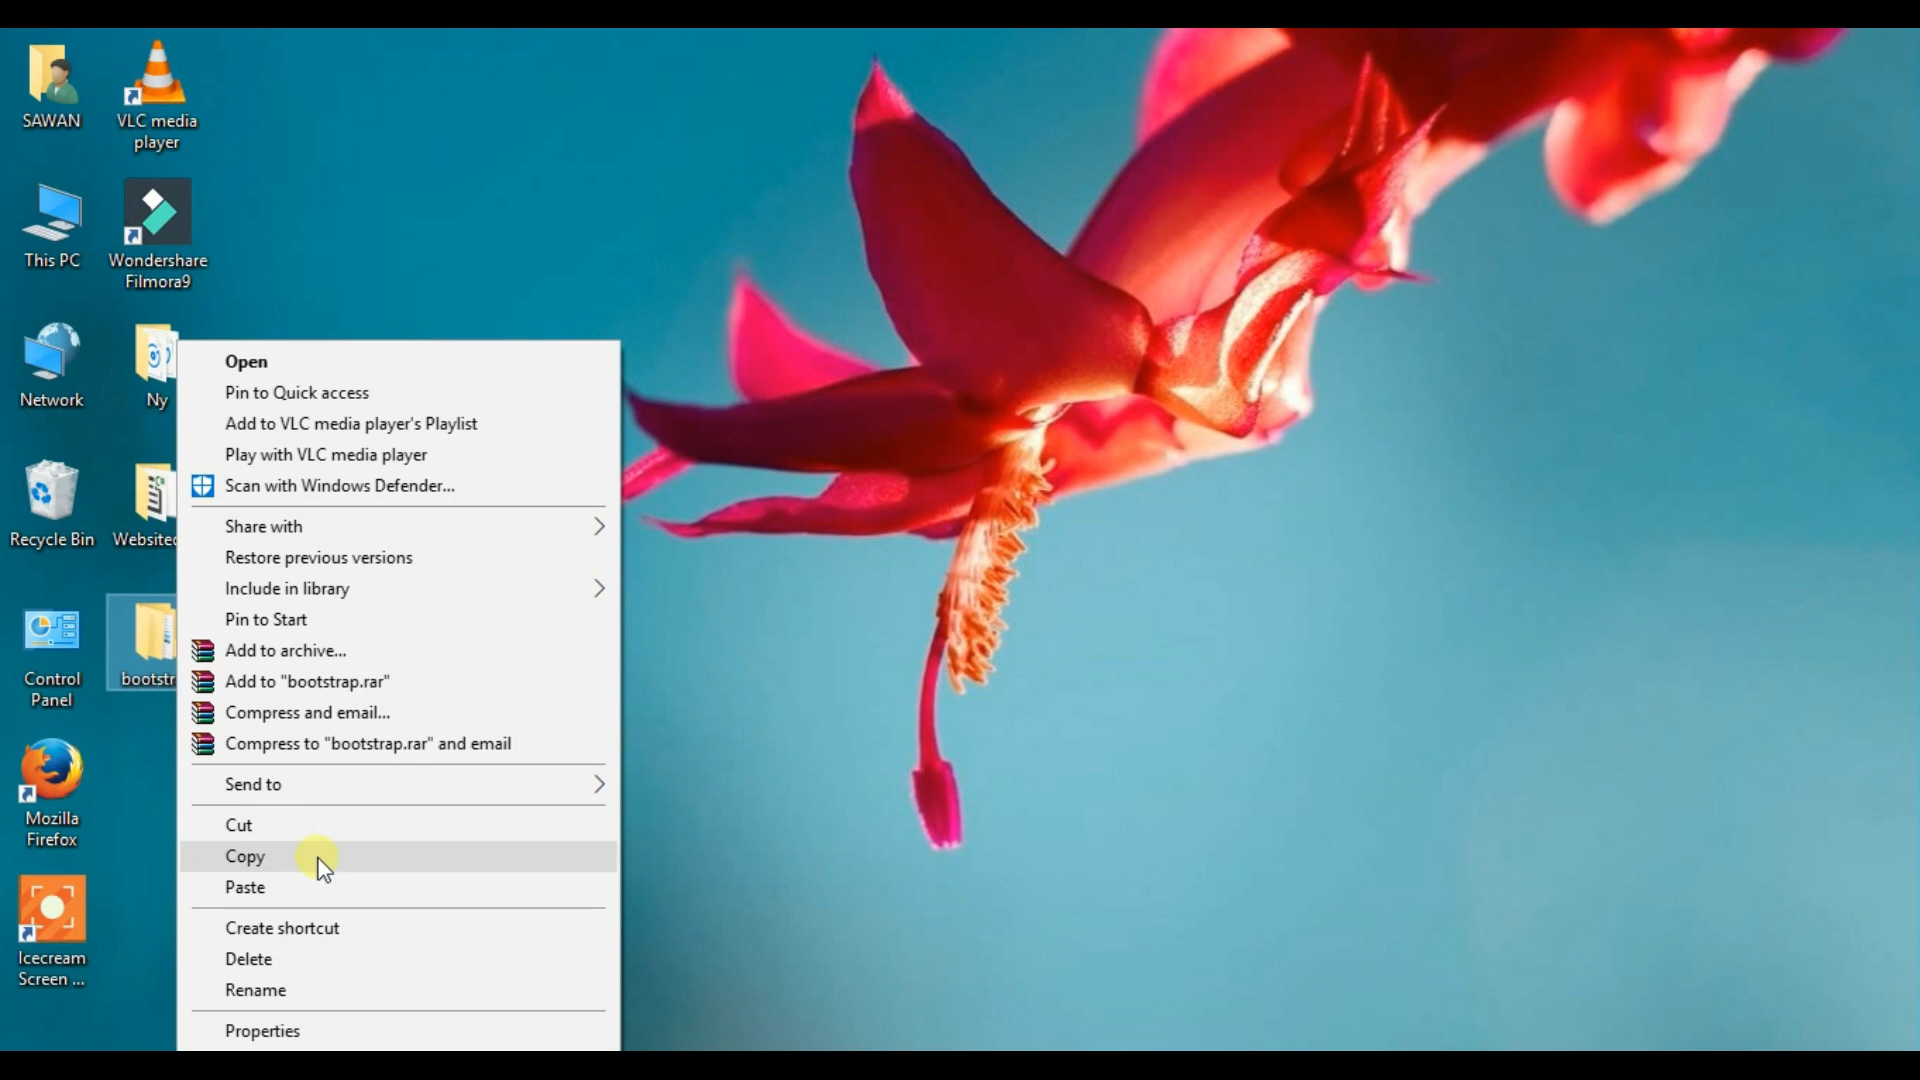 SAWAN
VLC media
player
This PC
Wondershare
Filmora9
Network
Ny
Recycle Bin
Website
bootstr
Control
Panel
Mozilla
Firefox
Icecream
Screen ...
Open
Pin to Quick access
Add to VLC media player's Playlist
Play with VLC media player
Scan with Windows Defender...
Share with
Restore previous versions
Include in library
Pin to Start
Add to archive...
Add to "bootstrap.rar"
Compress and email...
Compress to "bootstrap.rar" and email
Send to
Cut
Copy
Paste
Create shortcut
Delete
Rename
Properties